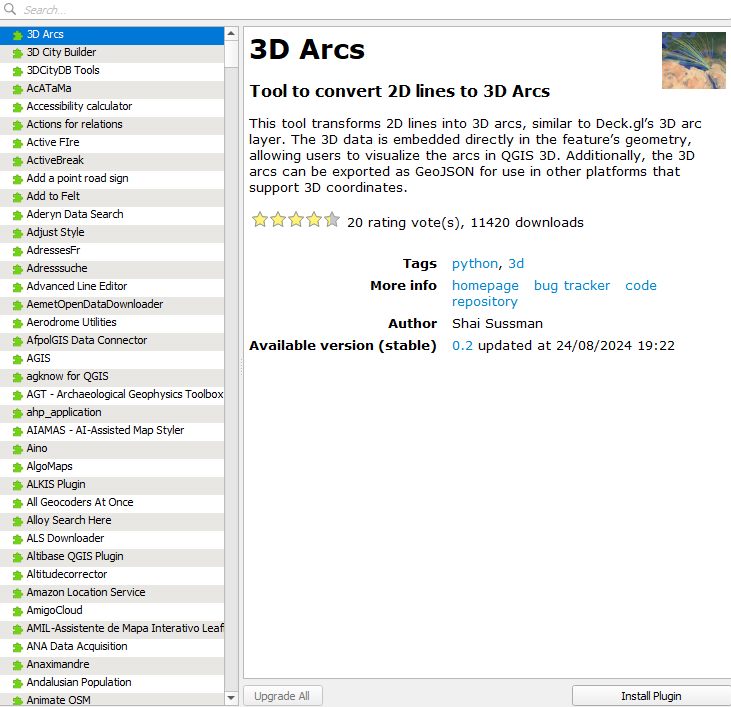 Search...
3D Arcs
3D City Builder
3DCityDB Tools
AcATaMa
Accessibility calculator
Actions for relations
Active FIre
ActiveBreak
Add a point road sign
Add to Felt
Aderyn Data Search
Adjust Style
AdressesFr
Adresssuche
Advanced Line Editor
AemetOpenDataDownloader
Aerodrome Utilities
AfpolGIS Data Connector
AGIS
agknow for QGIS
AGT - Archaeological Geophysics Toolbox
ahp_application
AIAMAS - AI-Assisted Map Styler
Aino
AlgoMaps
ALKIS Plugin
All Geocoders At Once
Alloy Search Here
ALS Downloader
Altibase QGIS Plugin
Altitudecorrector
Amazon Location Service
AmigoCloud
AMIL-Assistente de Mapa Interativo Leaf
ANA Data Acquisition
Anaximandre
Andalusian Population
Animate OSM
3D Arcs
Tool to convert 2D lines to 3D Arcs
This tool transforms 2D lines into 3D arcs, similar to Deck.gl’s 3D arc
layer. The 3D data is embedded directly in the feature’s geometry,
allowing users to visualize the arcs in QGIS 3D. Additionally, the 3D
arcs can be exported as GeoJSON for use in other platforms that
support 3D coordinates.
20 rating vote(s), 11420 downloads
Tags python, 3d
More info homepage bug tracker code
repository
Author Shai Sussman
Available version (stable) 0.2 updated at 24/08/2024 19:22
Upgrade All Install Plugin